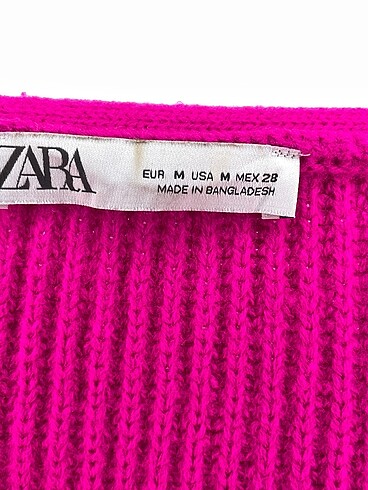 ZARA
EUR M USA M MEX 28
MADE IN BANGLADESH